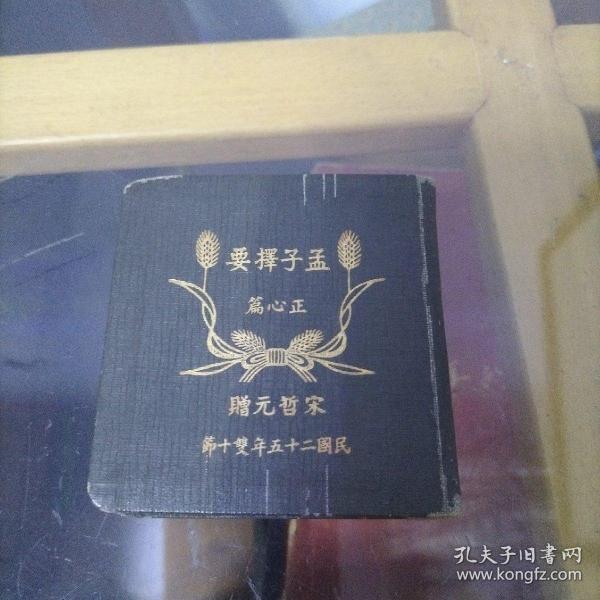 孟子擇要
正心篇
宋哲元贈
民國二十五年雙十節
孔夫子旧書网
www.kongfz.com